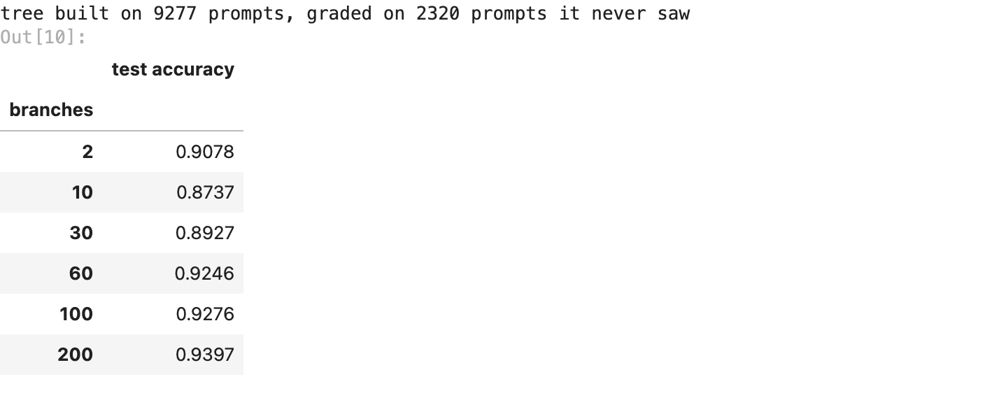 tree built on 9277 prompts, graded on 2320 prompts it never saw
Out[10]:
test accuracy
branches
2 0.9078
10 0.8737
30 0.8927
60 0.9246
100 0.9276
200 0.9397